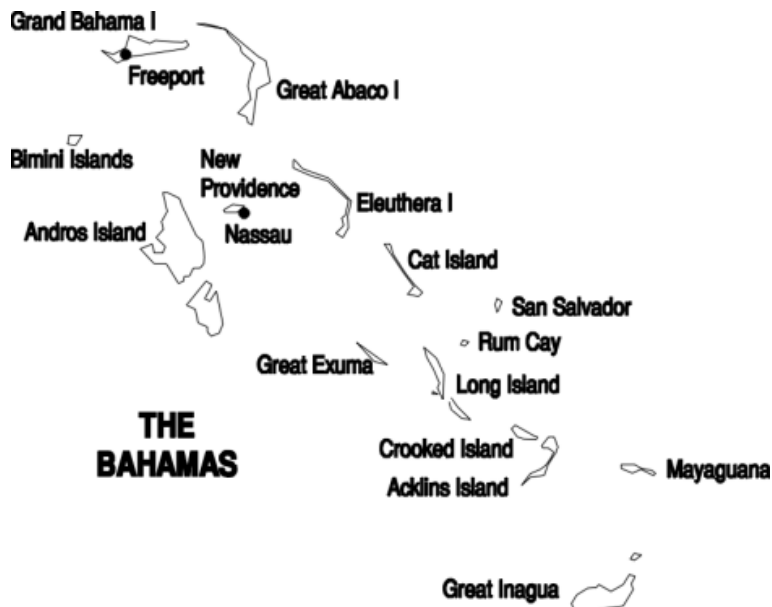 Grand Bahama I
Freeport
Great Abaco I
Bimini Islands
New
Providence
Nassau
Andros Island
Eleuthera I
Cat Island
San Salvador
Rum Cay
Great Exuma
Long Island
THE
BAHAMAS
Crooked Island
Acklins Island
Mayaguana
Great Inagua